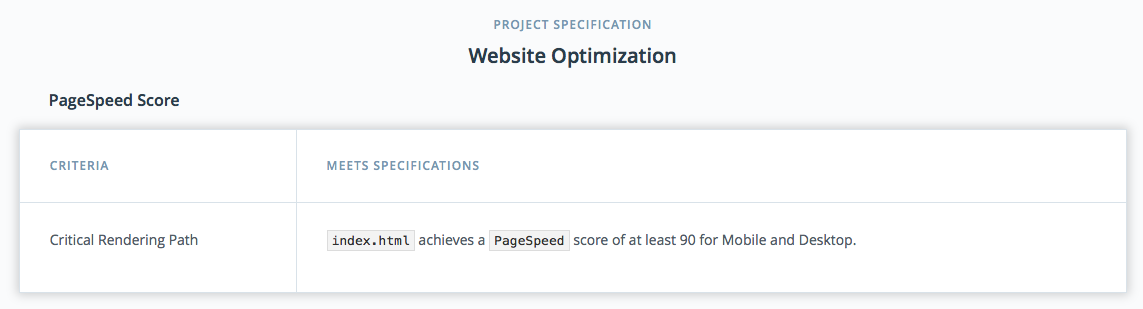 PROJECT SPECIFICATION
Website Optimization
PageSpeed Score
CRITERIA
MEETS SPECIFICATIONS
Critical Rendering Path
index.html achieves a PageSpeed score of at least 90 for Mobile and Desktop.